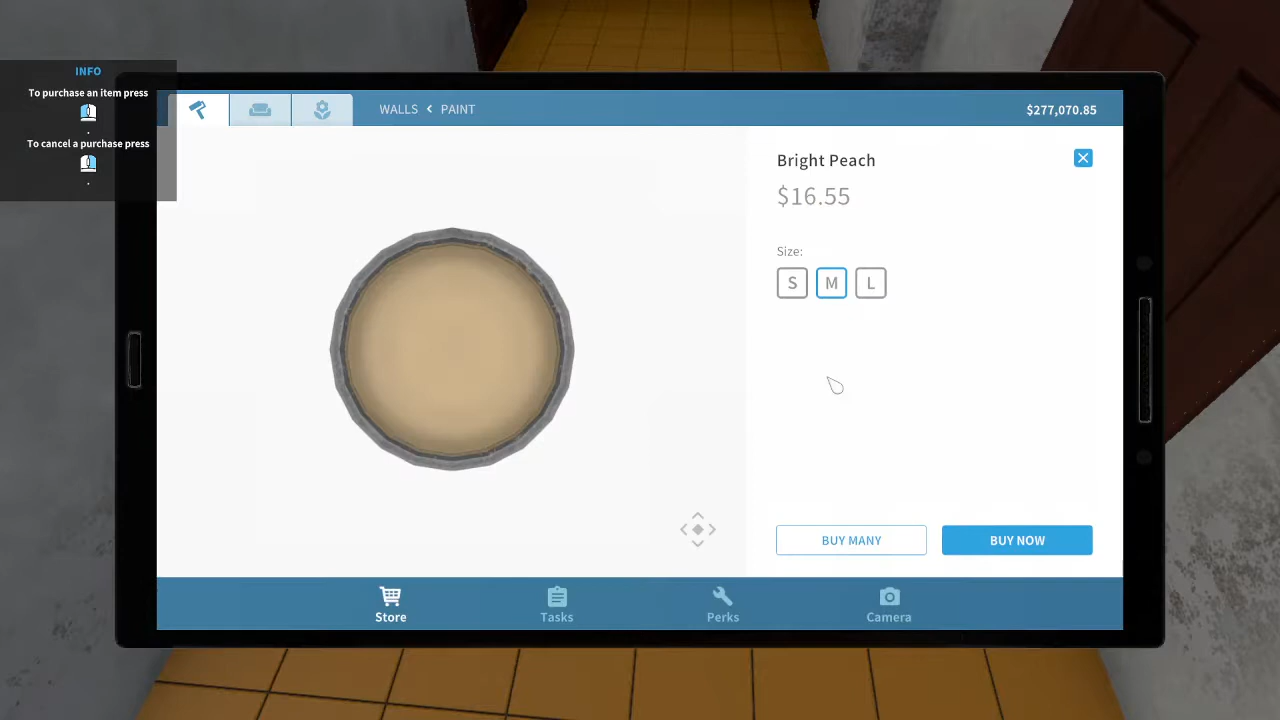 INFO
To purchase an item press
.
To cancel a purchase press
.
WALLS < PAINT
$277,070.85
Bright Peach
$16.55
Size:
S M L
BUY MANY BUY NOW
Store Tasks Perks Camera